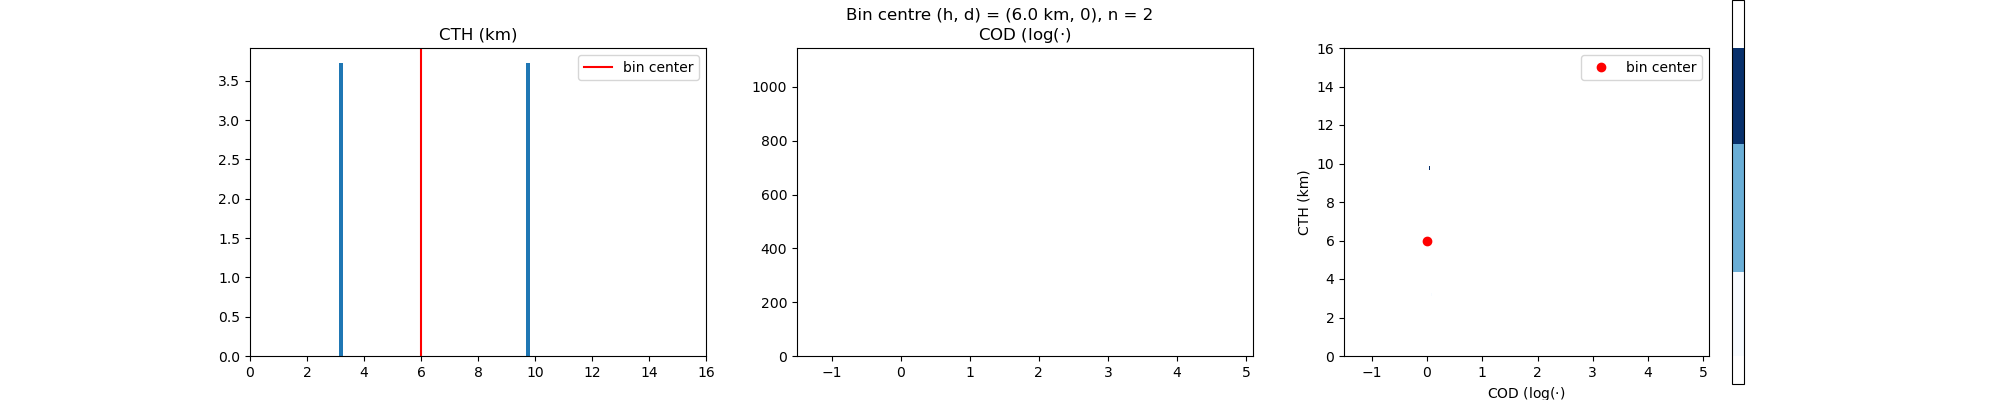 Bin centre (h, d) = (6.0 km, 0), n = 2
CTH (km)
bin center
3.5
3.0
2.5
2.0
1.5
1.0
0.5
0.0
0 2 4 6 8 10 12 14 16
COD (log(·)
1000
800
600
400
200
0
−1 0 1 2 3 4 5
bin center
CTH (km)
16
14
12
10
8
6
4
2
0
−1 0 1 2 3 4 5
COD (log(·)